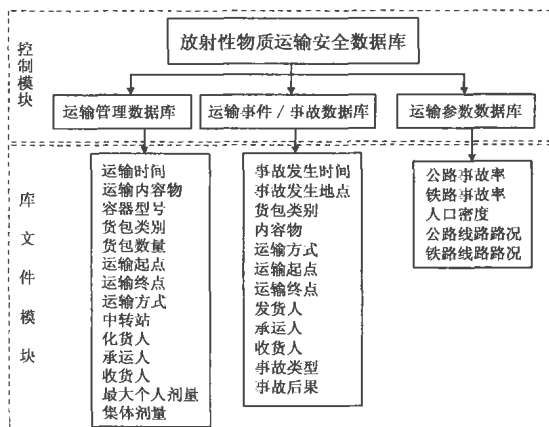 控制模块
放射性物质运输安全数据库
运输管理数据库
运输事件/事故数据库
运输参数数据库
库文件模块
运输时间
运输内容物
容器型号
货包类别
货包数量
运输起点
运输终点
运输方式
中转站
化货人
承运人
收货人
最大个人剂量
集体剂量
事故发生时间
事故发生地点
货包类别
内容物
运输方式
运输起点
运输终点
发货人
承运人
收货人
事故类型
事故后果
公路事故率
铁路事故率
人口密度
公路线路路况
铁路线路路况